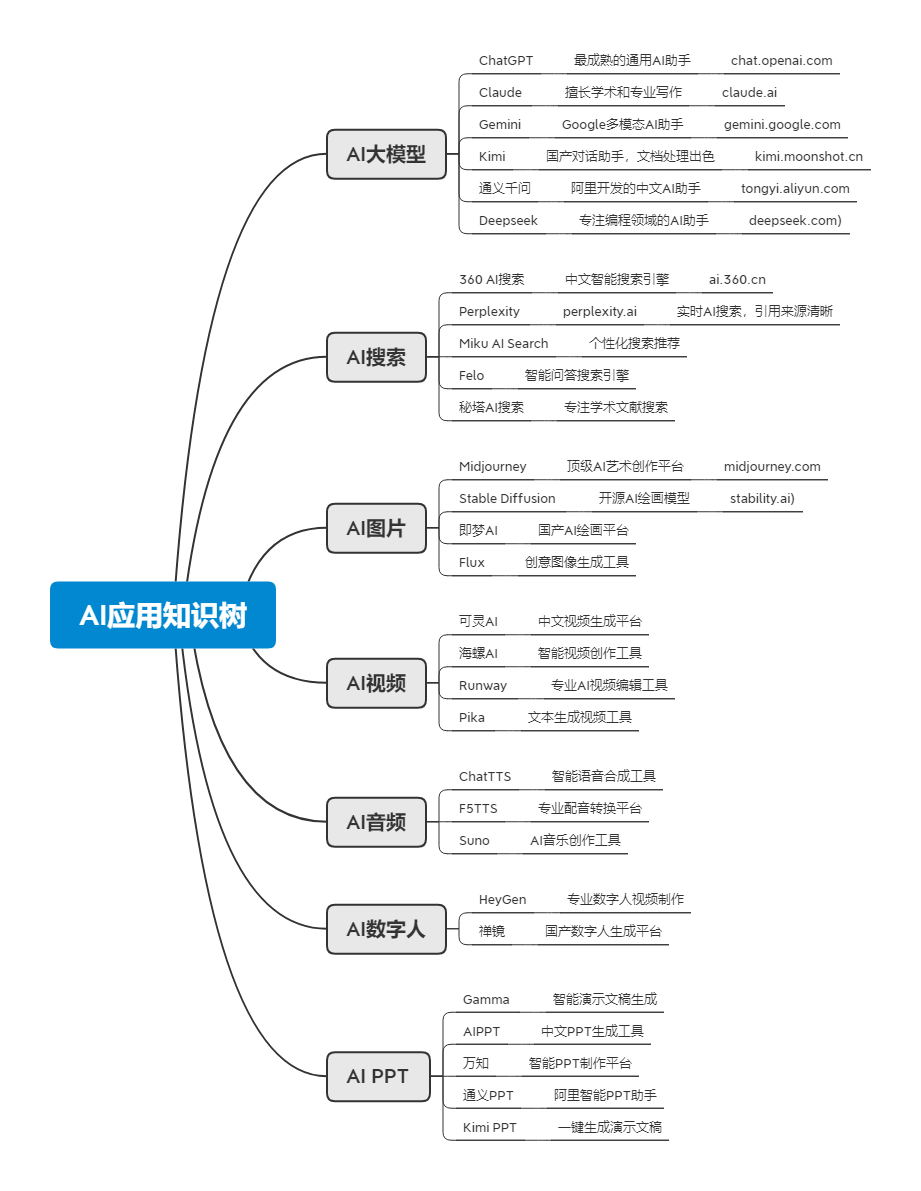 AI应用知识树
AI大模型
ChatGPT 最成熟的通用AI助手 chat.openai.com
Claude 擅长学术和专业写作 claude.ai
Gemini Google多模态AI助手 gemini.google.com
Kimi 国产对话助手，文档处理出色 kimi.moonshot.cn
通义千问 阿里开发的中文AI助手 tongyi.aliyun.com
Deepseek 专注编程领域的AI助手 deepseek.com)
AI搜索
360 AI搜索 中文智能搜索引擎 ai.360.cn
Perplexity perplexity.ai 实时AI搜索，引用来源清晰
Miku AI Search 个性化搜索推荐
Felo 智能问答搜索引擎
秘塔AI搜索 专注学术文献搜索
AI图片
Midjourney 顶级AI艺术创作平台 midjourney.com
Stable Diffusion 开源AI绘画模型 stability.ai)
即梦AI 国产AI绘画平台
Flux 创意图像生成工具
AI视频
可灵AI 中文视频生成平台
海螺AI 智能视频创作工具
Runway 专业AI视频编辑工具
Pika 文本生成视频工具
AI音频
ChatTTS 智能语音合成工具
F5TTS 专业配音转换平台
Suno AI音乐创作工具
AI数字人
HeyGen 专业数字人视频制作
禅镜 国产数字人生成平台
AI PPT
Gamma 智能演示文稿生成
AIPPT 中文PPT生成工具
万知 智能PPT制作平台
通义PPT 阿里智能PPT助手
Kimi PPT 一键生成演示文稿